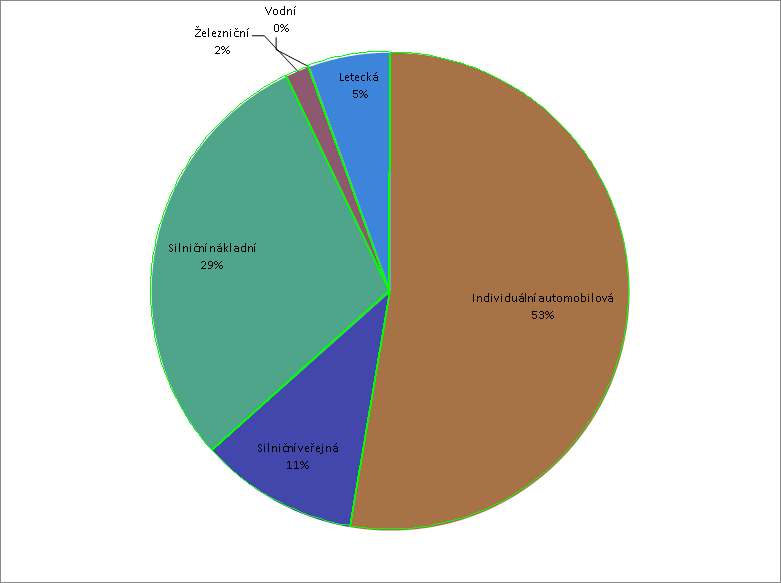 Vodní
0%
Železniční
2%
Letecká
5%
Silniční nákladní
29%
Individuální automobilová
53%
Silniční veřejná
11%